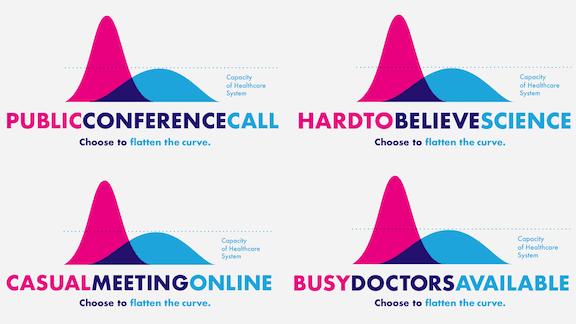 Capacity
of Healthcare
System
PUBLICCONFERENCECALL
Choose to flatten the curve.
Capacity
of Healthcare
System
HARDTOBELIEVESCIENCE
Choose to flatten the curve.
Capacity
of Healthcare
System
CASUALMEETINGONLINE
Choose to flatten the curve.
Capacity
of Healthcare
System
BUSYDOCTORSAVAILABLE
Choose to flatten the curve.